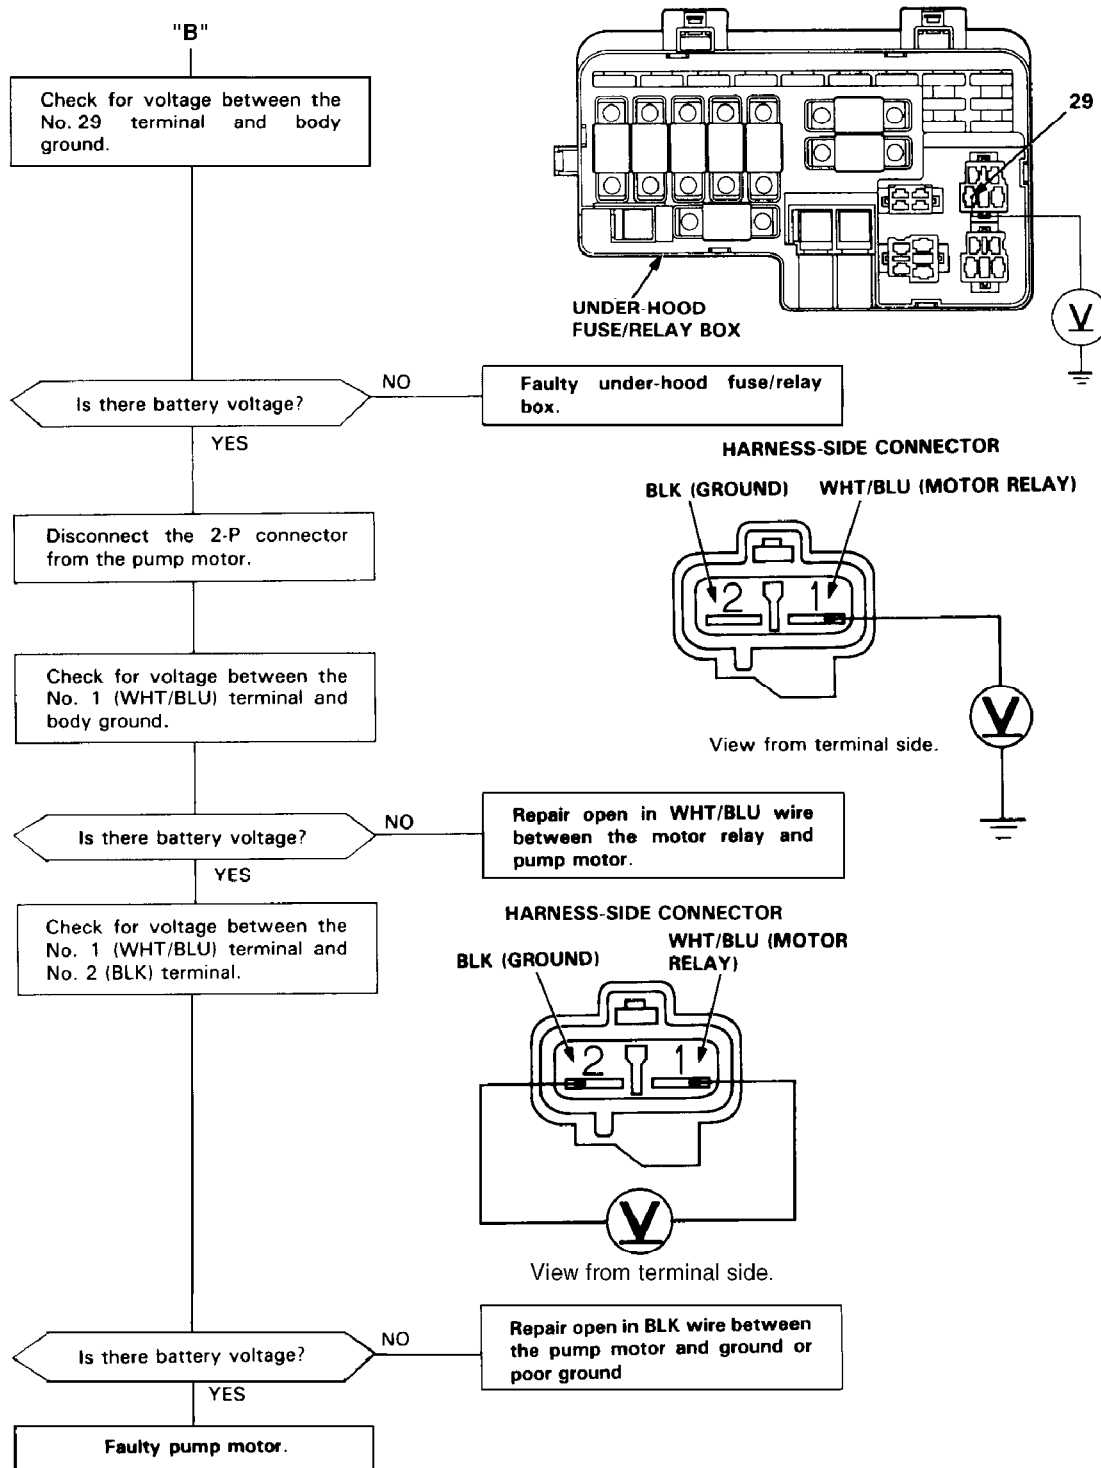 "B"
Check for voltage between the
No. 29 terminal and body
ground.
29
UNDER-HOOD
FUSE/RELAY BOX
V
Is there battery voltage?
NO
Faulty under-hood fuse/relay
box.
YES
HARNESS-SIDE CONNECTOR
BLK (GROUND) WHT/BLU (MOTOR RELAY)
Disconnect the 2-P connector
from the pump motor.
2 1
Check for voltage between the
No. 1 (WHT/BLU) terminal and
body ground.
V
View from terminal side.
Is there battery voltage?
NO
Repair open in WHT/BLU wire
between the motor relay and
pump motor.
YES
Check for voltage between the
No. 1 (WHT/BLU) terminal and
No. 2 (BLK) terminal.
HARNESS-SIDE CONNECTOR
BLK (GROUND)
WHT/BLU (MOTOR
RELAY)
2 1
V
View from terminal side.
Is there battery voltage?
NO
Repair open in BLK wire between
the pump motor and ground or
poor ground
YES
Faulty pump motor.